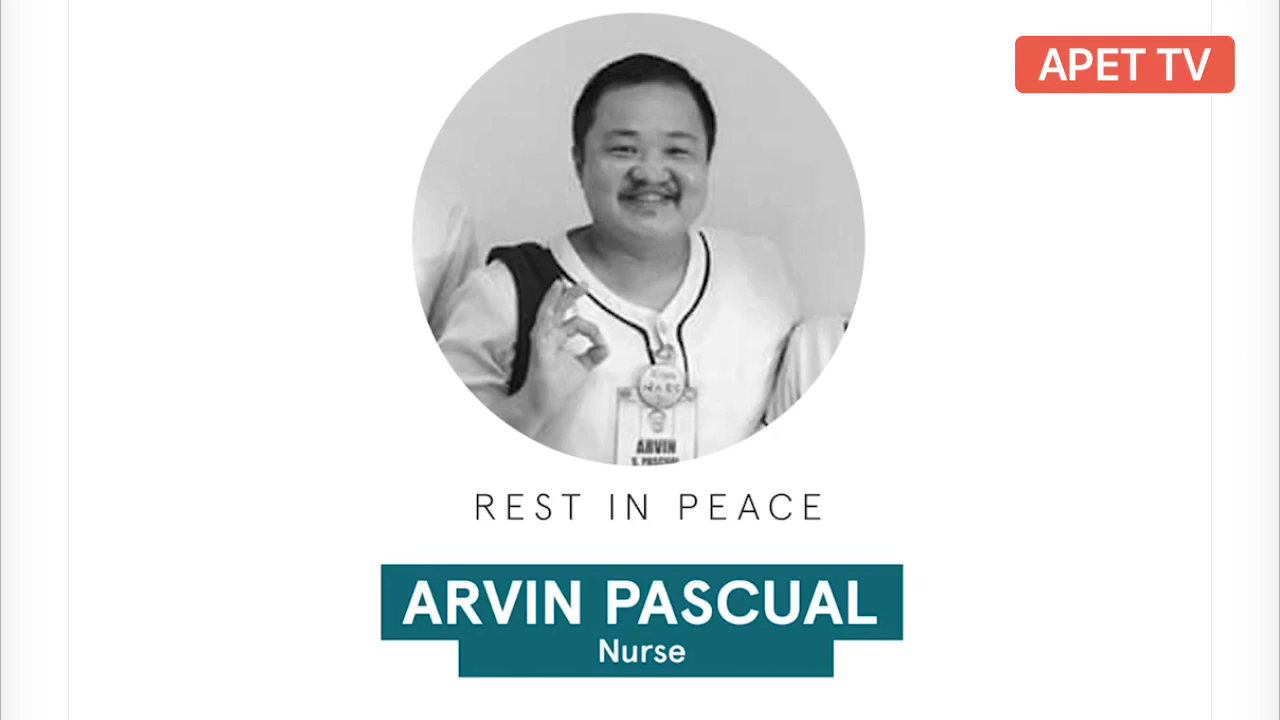 APET TV
ARVIN
REST IN PEACE
ARVIN PASCUAL
Nurse